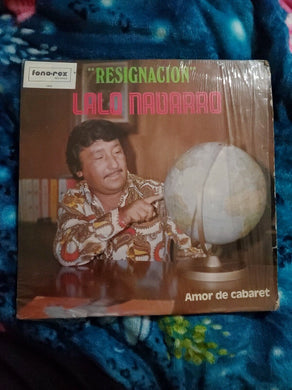 fono-rex
"RESIGNACION"
LALO NAVARRO
Amor de cabaret